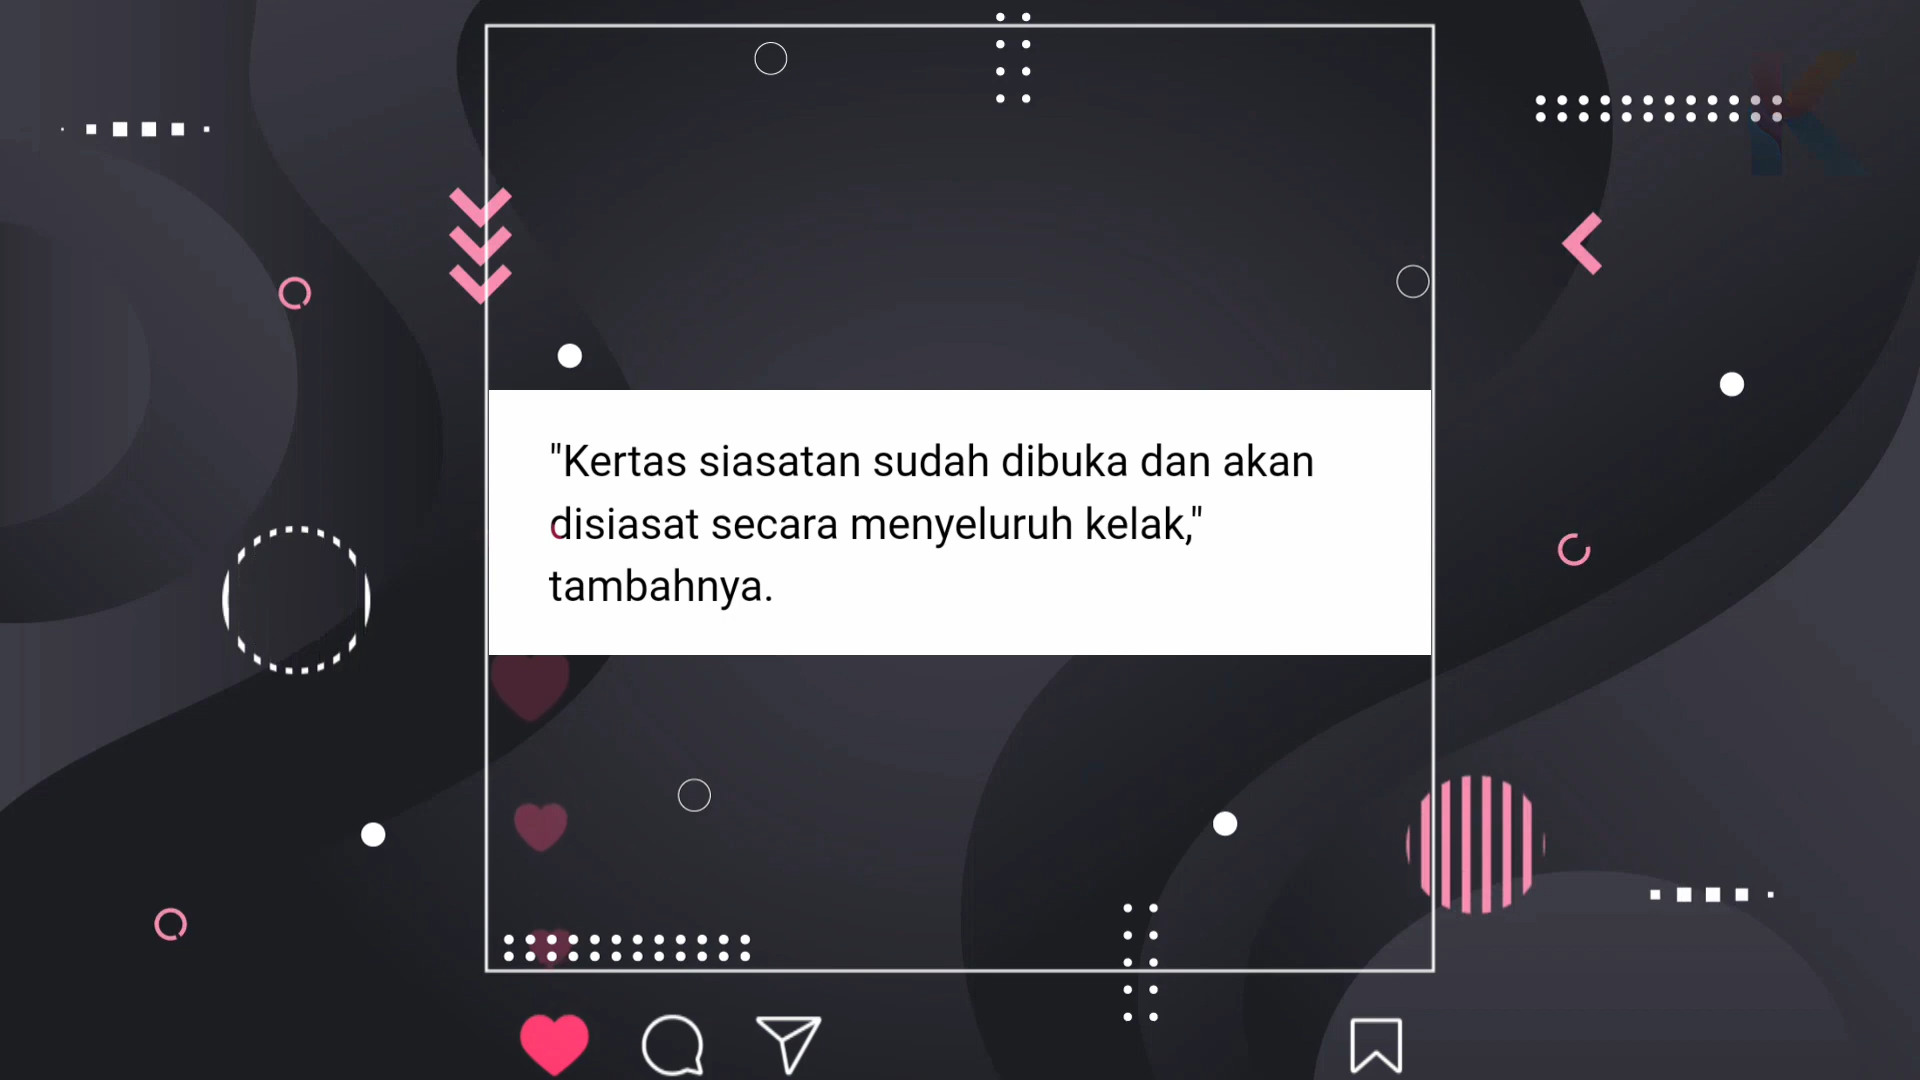 "Kertas siasatan sudah dibuka dan akan
disiasat secara menyeluruh kelak,"
tambahnya.